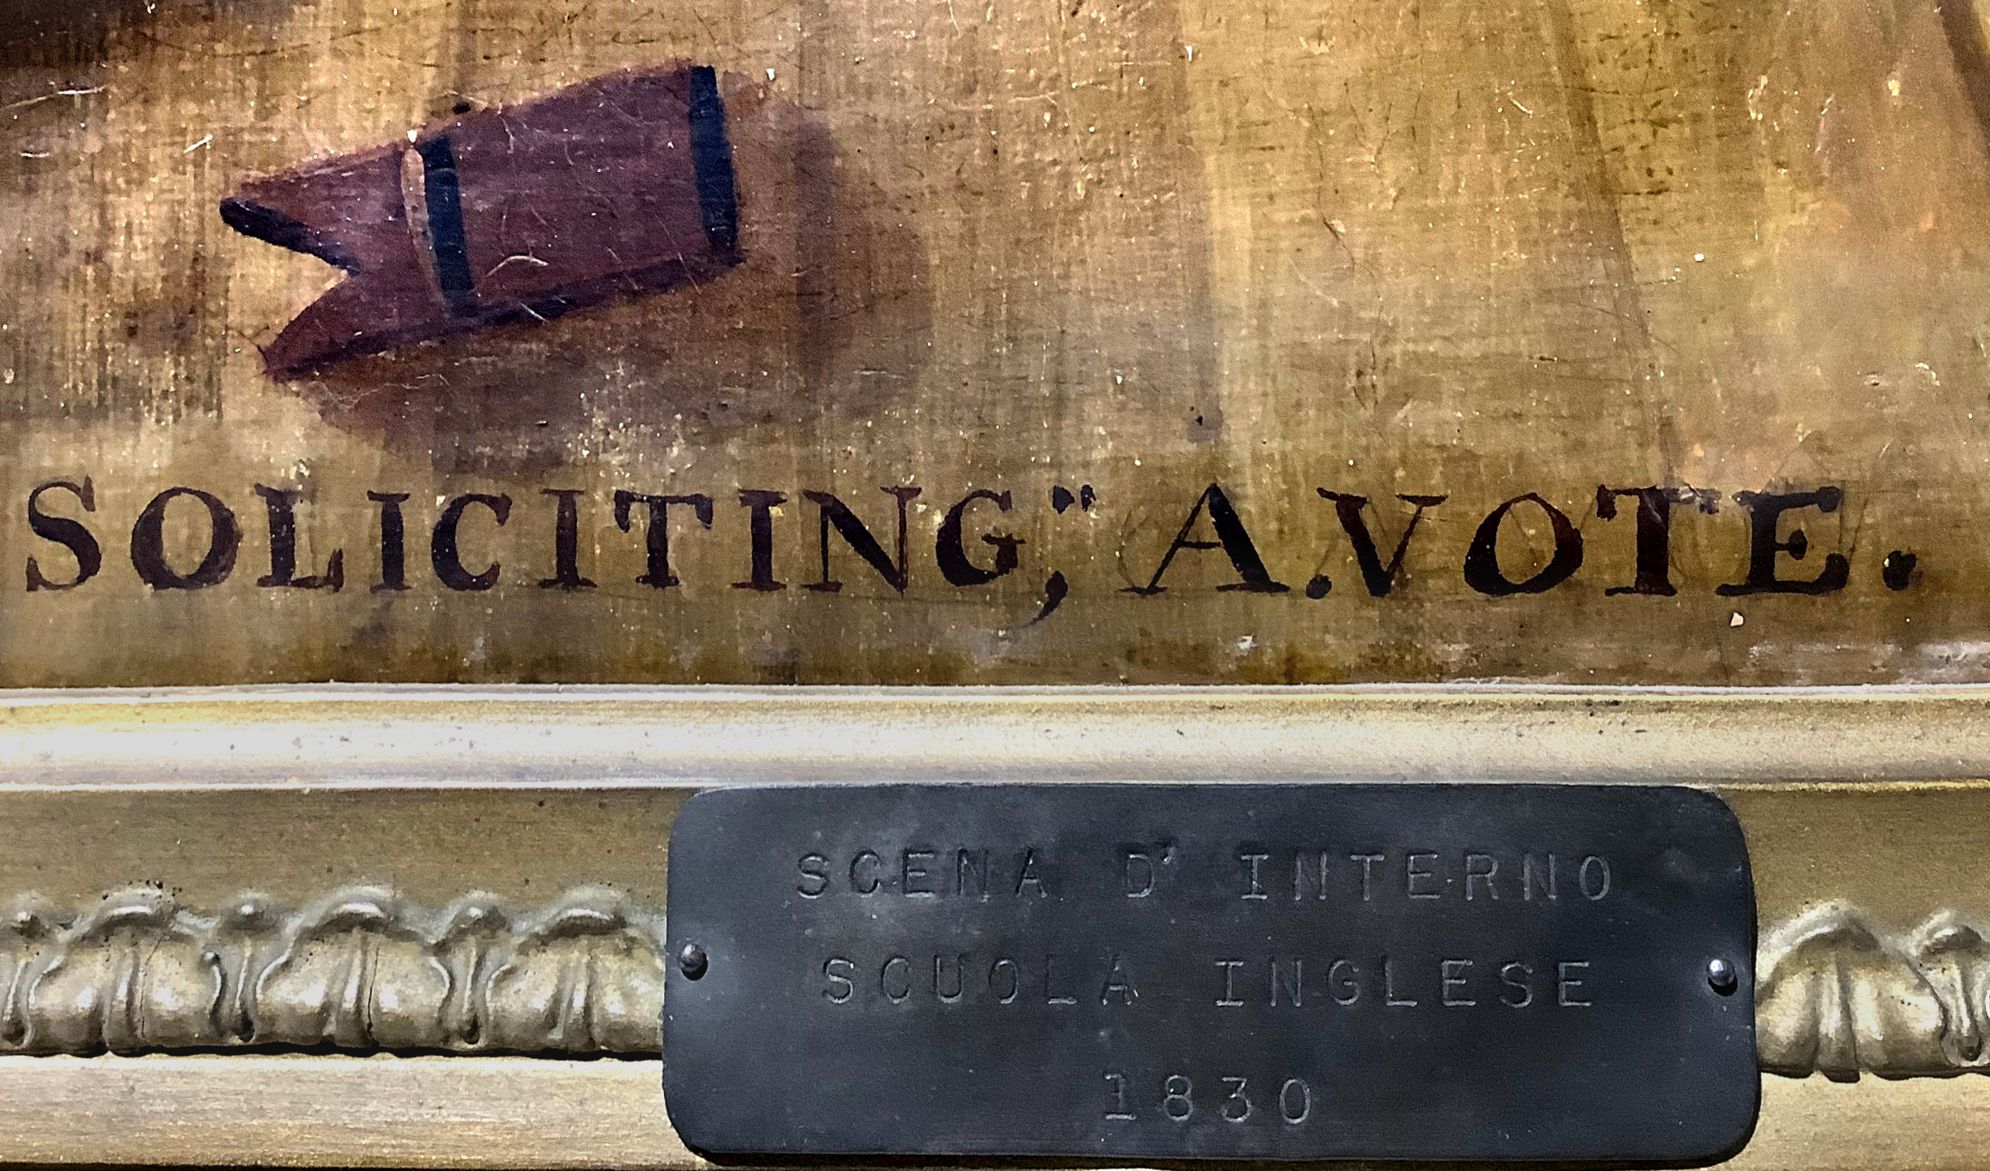 SOLICITING," A.VOTE.
SCENA D' INTERNO
SCUOLA INGLESE
1830